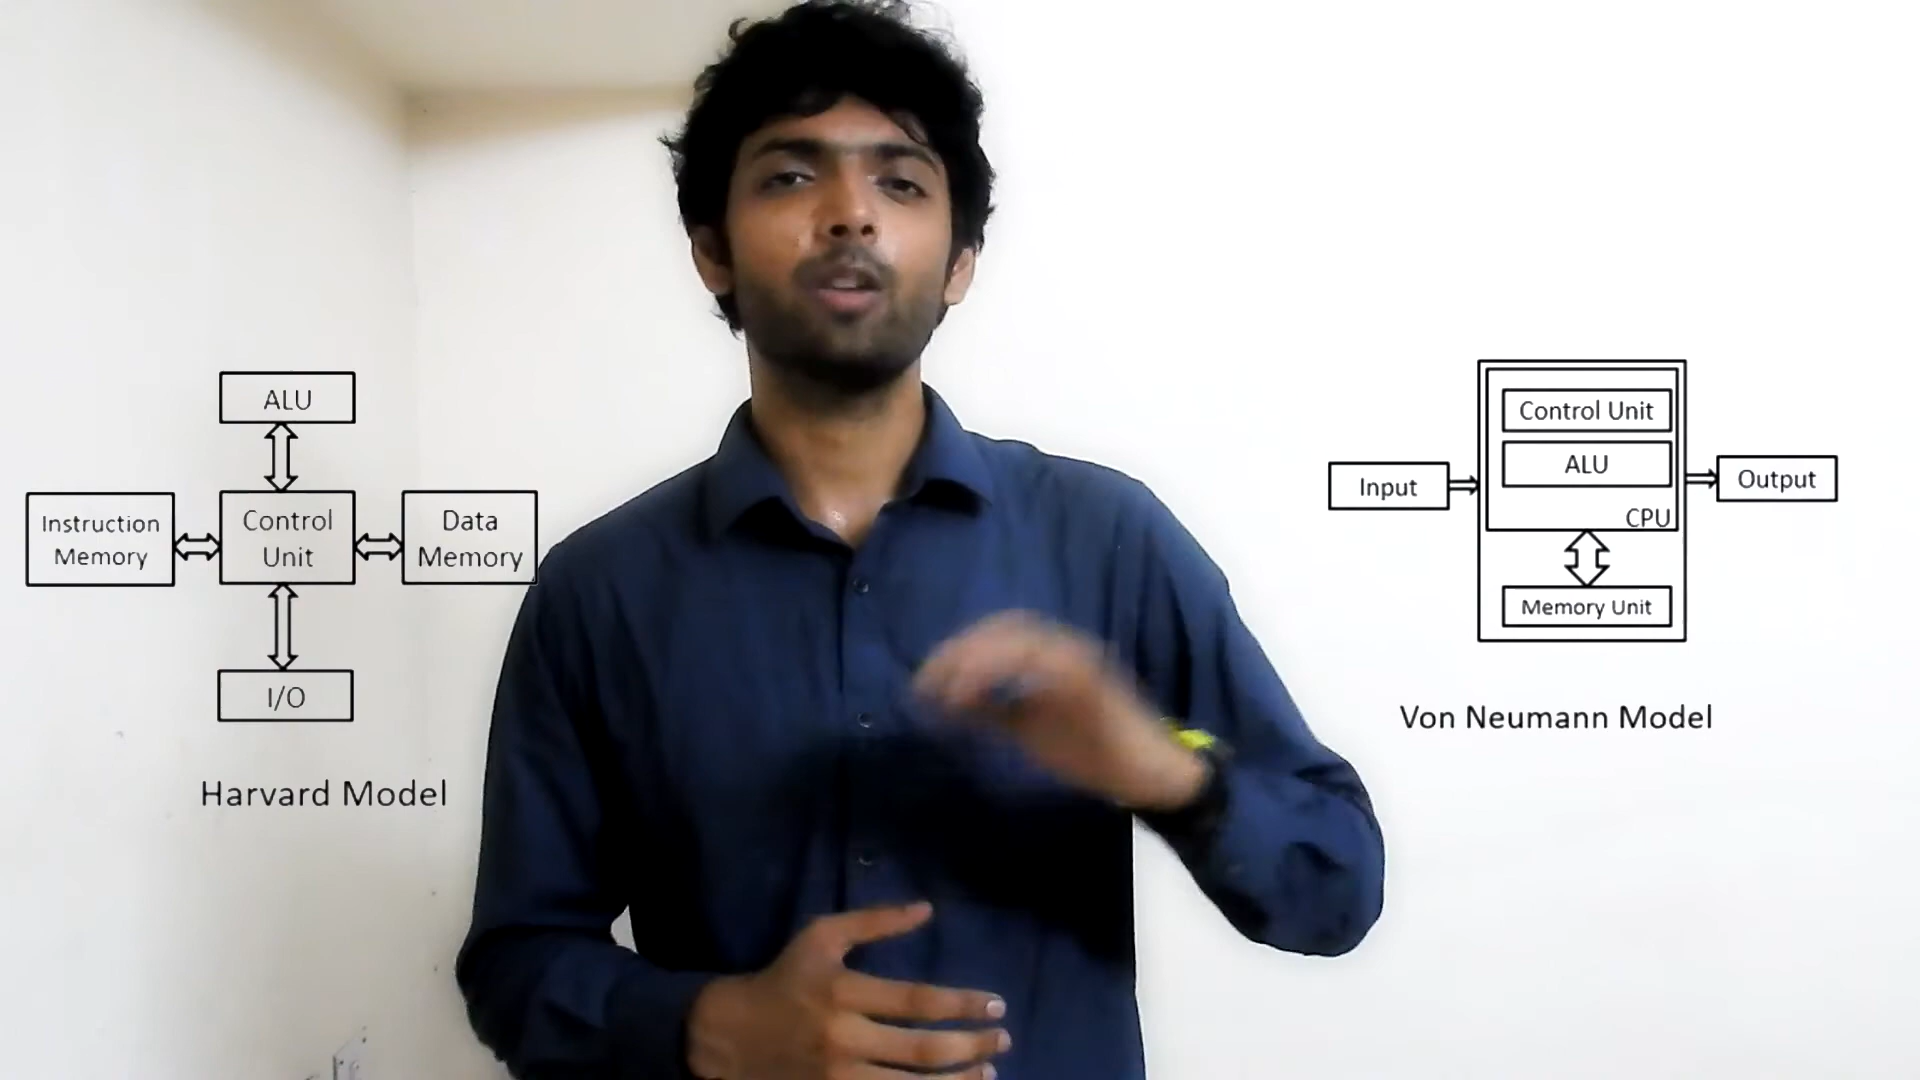 ALU
Instruction
Memory
Control
Unit
Data
Memory
I/O
Harvard Model
Control Unit
ALU
CPU
Input
Output
Memory Unit
Von Neumann Model